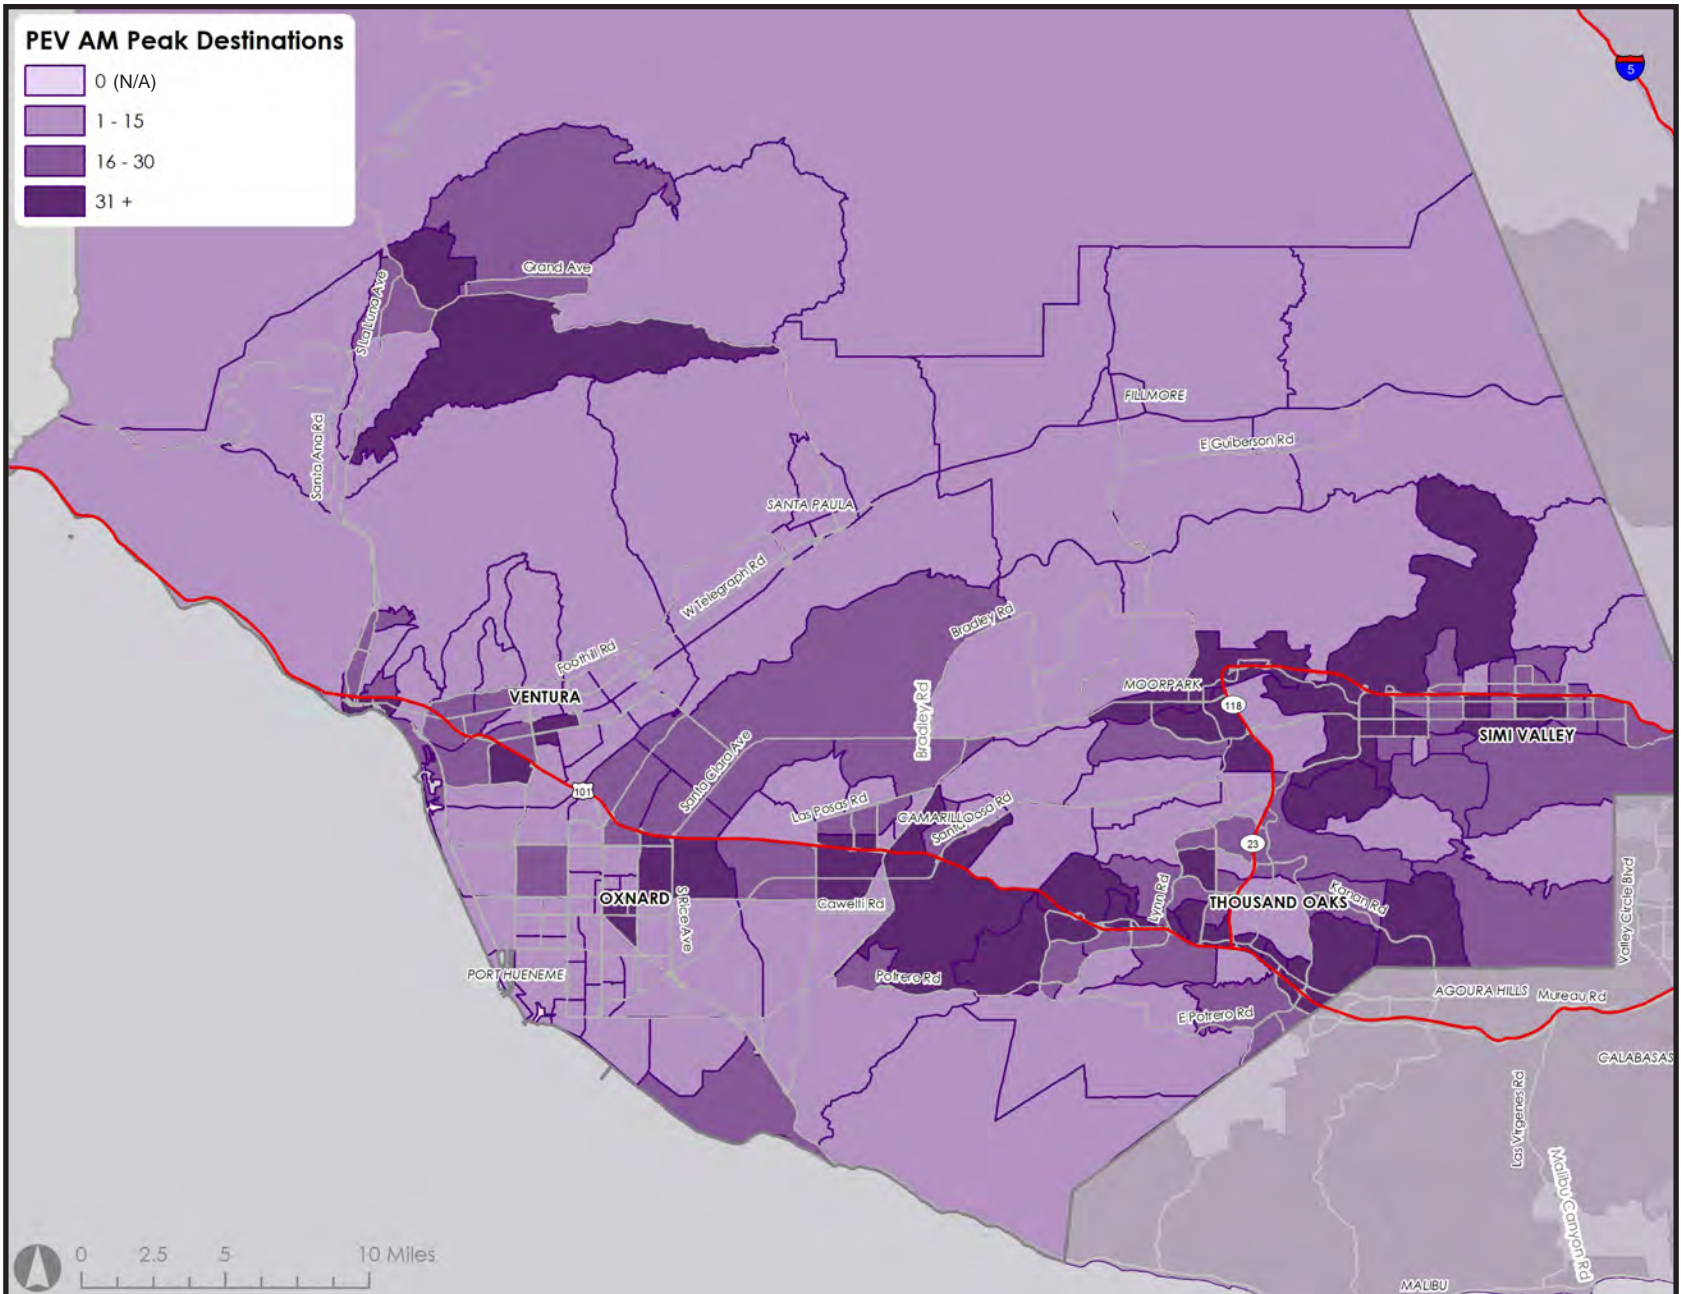 PEV AM Peak Destinations
0 (N/A)
1 - 15
16 - 30
31 +
5
Grand Ave
S La Luna Ave
FILLMORE
E Guiberson Rd
Santa Ana Rd
SANTA PAULA
W Telegraph Rd
Bradley Rd
Foothill Rd
VENTURA
MOORPARK
118
Bradley Rd
SIMI VALLEY
Santa Clara Ave
101
Las Posas Rd
CAMARILLO
Santa Rosa Rd
23
OXNARD
S Rice Ave
Cawelti Rd
Lynn Rd
THOUSAND OAKS
Kanan Rd
Valley Circle Blvd
PORT HUENEME
Potrero Rd
AGOURA HILLS
Mureau Rd
E Potrero Rd
CALABASAS
Las Virgenes Rd
Malibu Canyon Rd
0 2.5 5 10 Miles
MALIBU